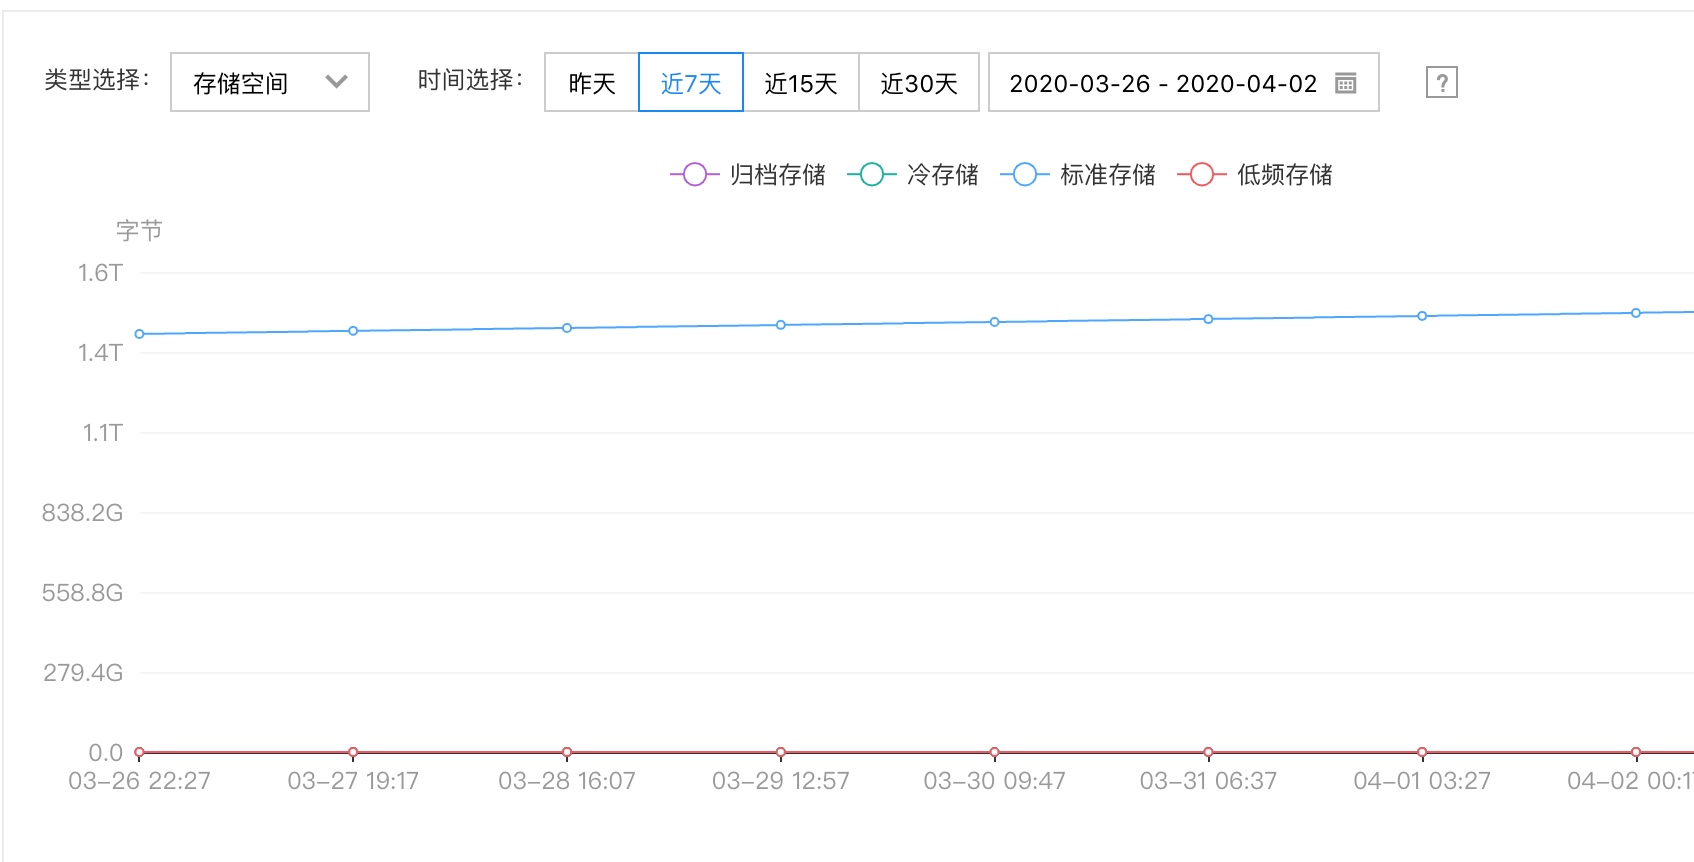 类型选择： 存储空间 时间选择： 昨天 近7天 近15天 近30天 2020-03-26 - 2020-04-02 ?
归档存储 冷存储 标准存储 低频存储
字节
1.6T
1.4T
1.1T
838.2G
558.8G
279.4G
0.0
03-26 22:27 03-27 19:17 03-28 16:07 03-29 12:57 03-30 09:47 03-31 06:37 04-01 03:27 04-02